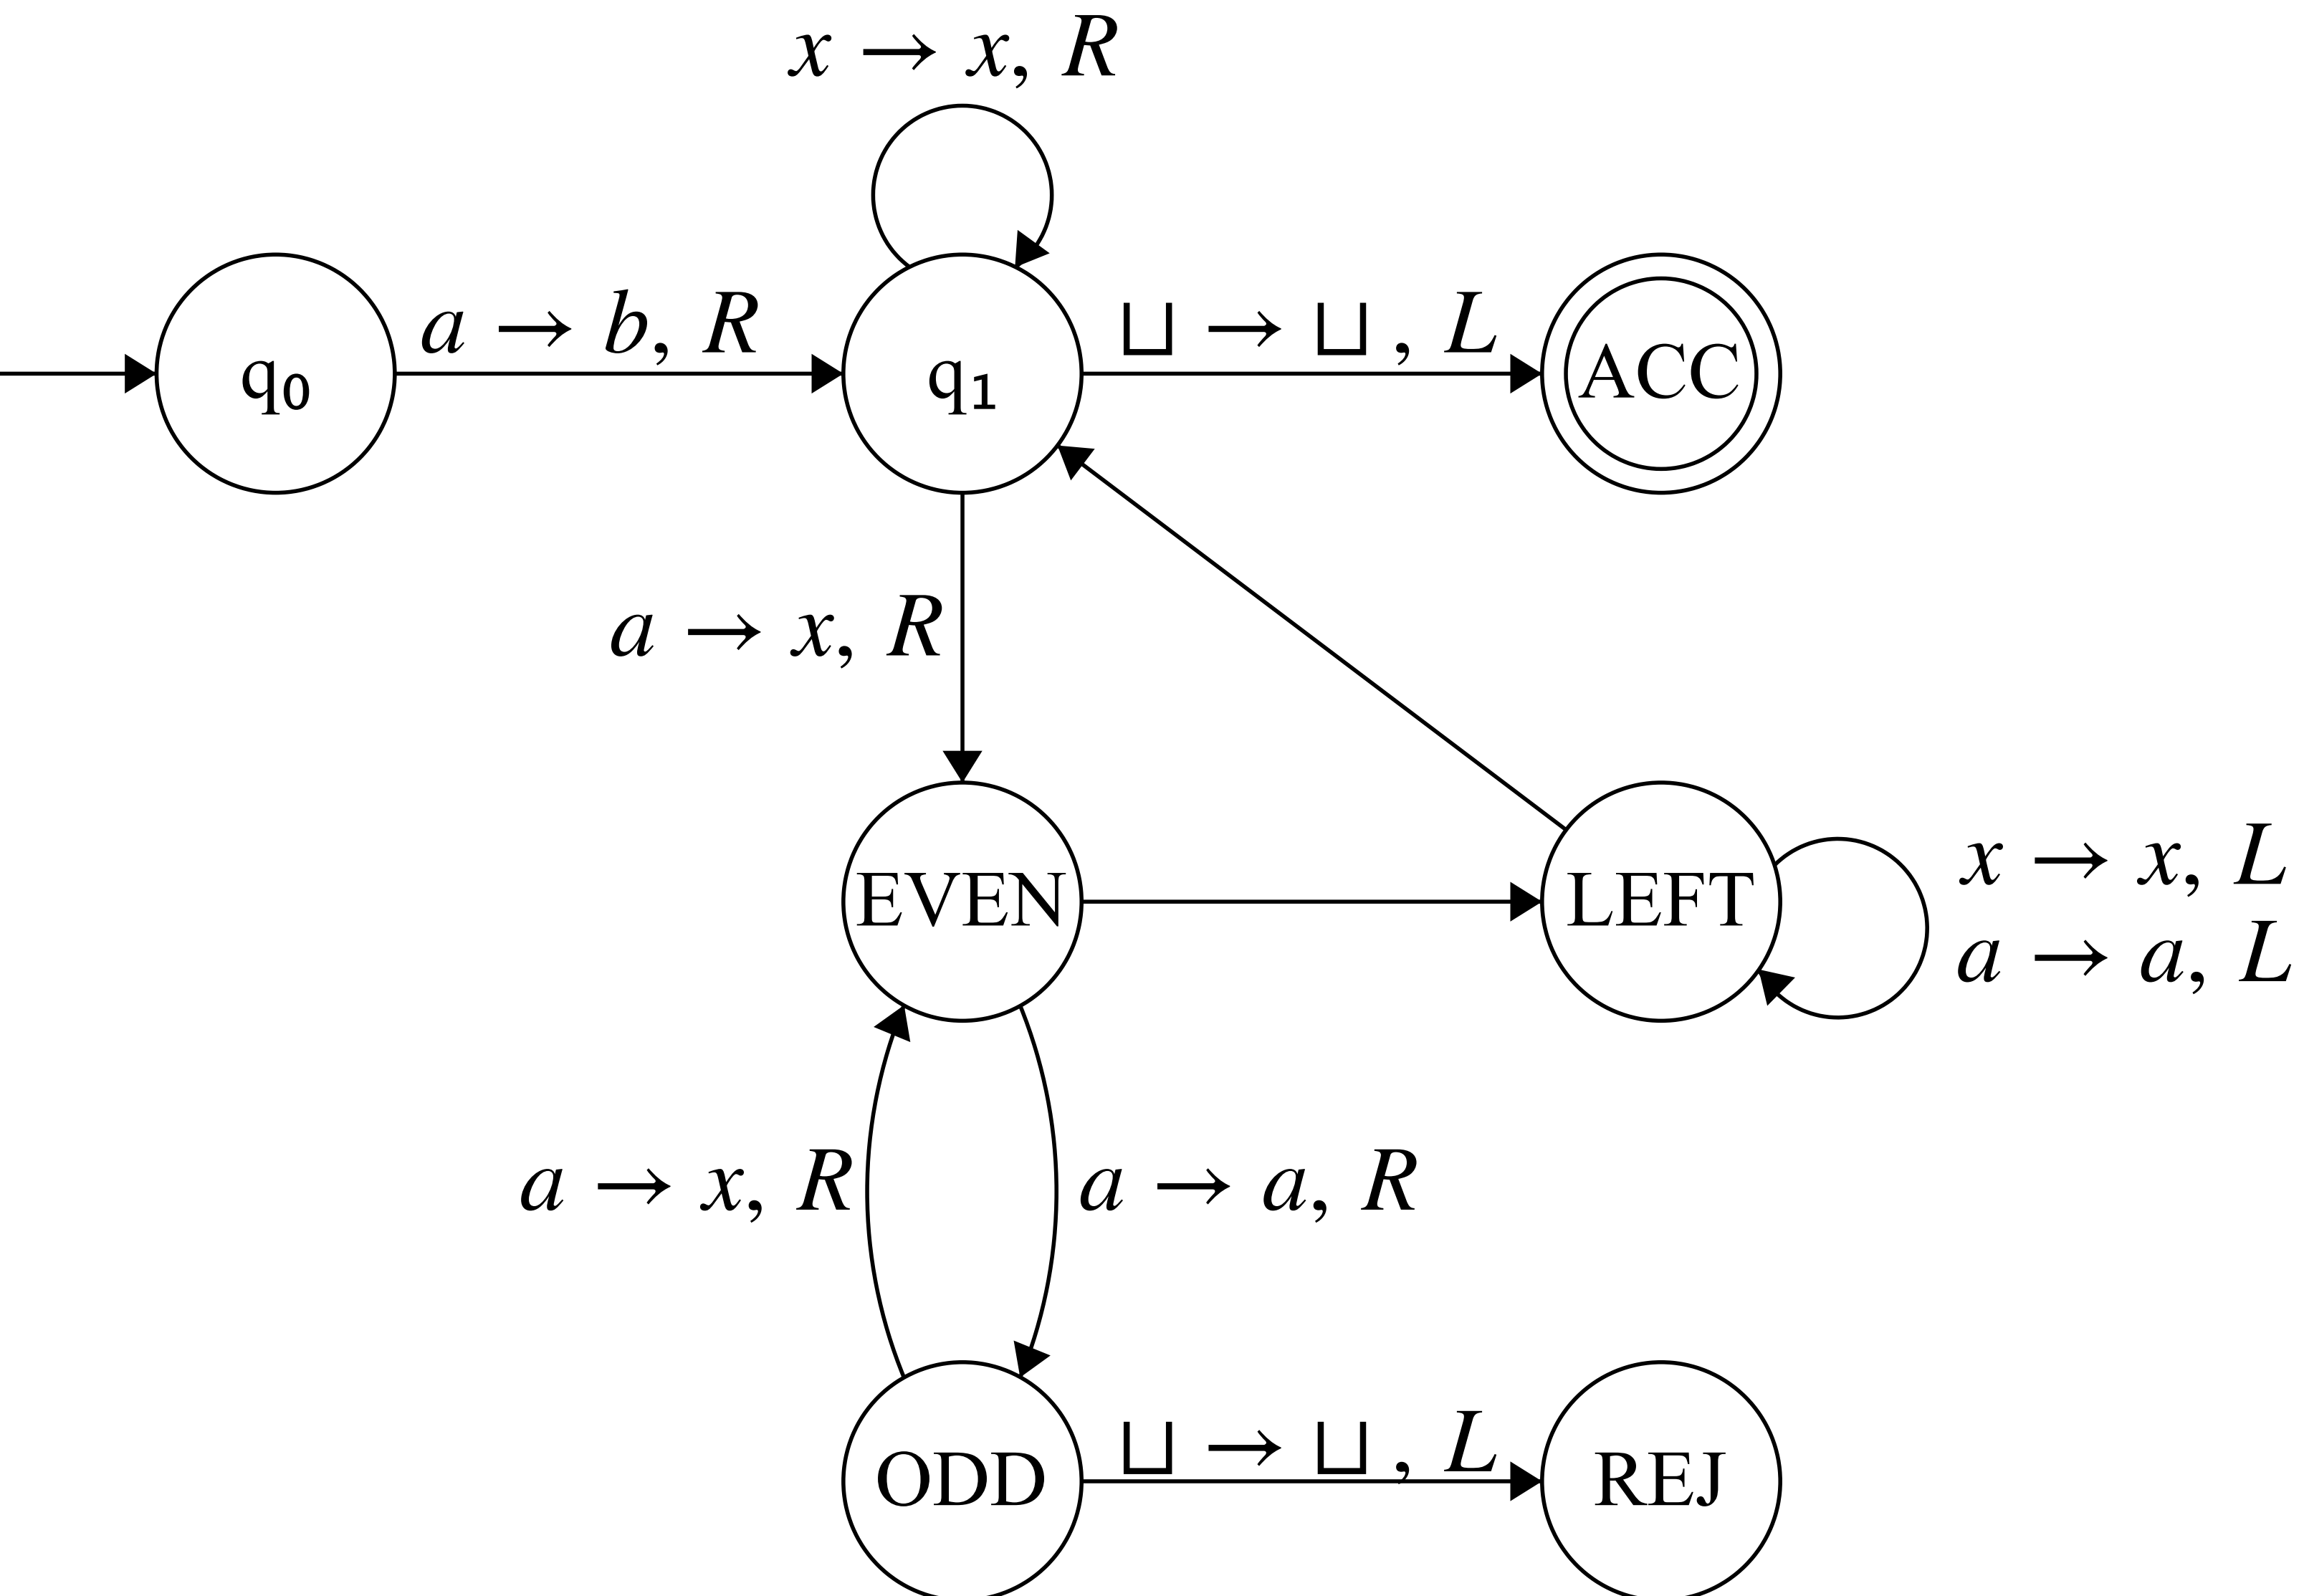 x → x, R
a → b, R
⊔ → ⊔, L
q₀
q₁
ACC
a → x, R
EVEN
LEFT
x → x, L
a → a, L
a → x, R
a → a, R
⊔ → ⊔, L
ODD
REJ